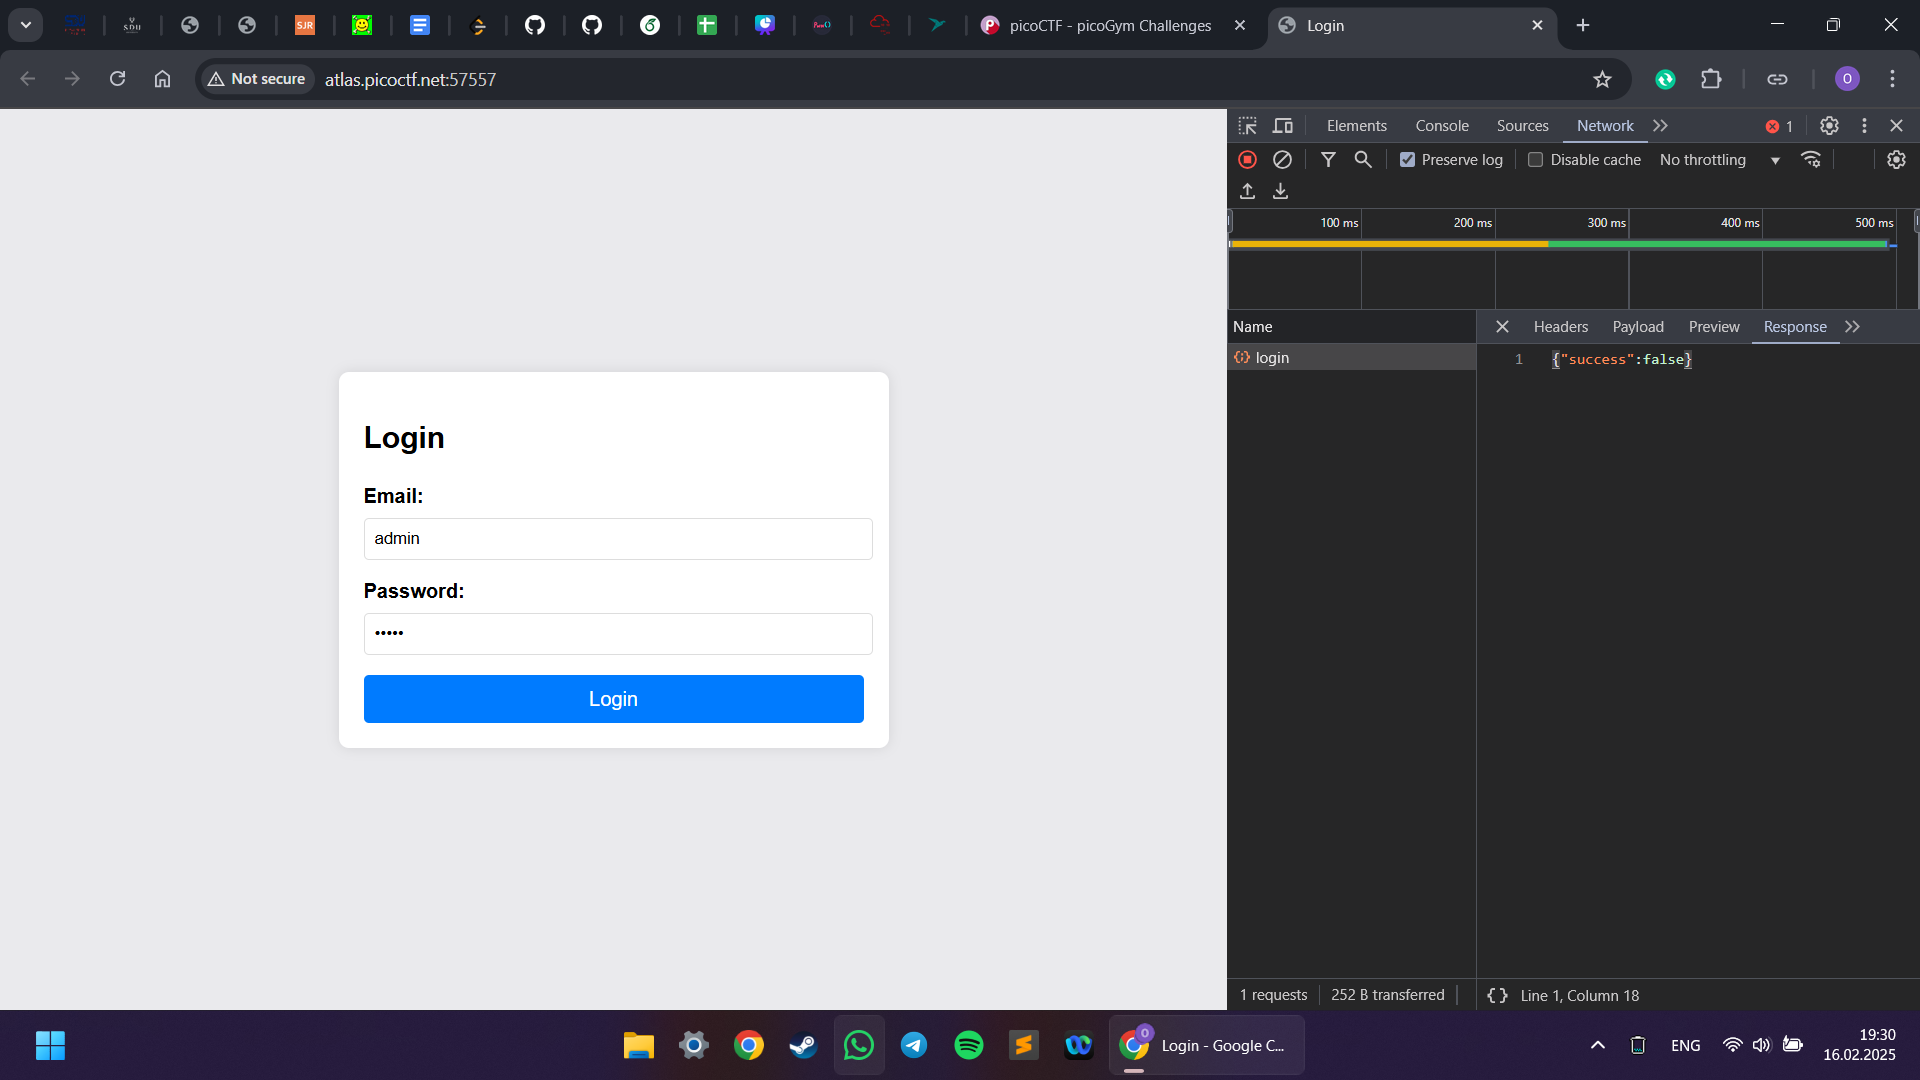 SJR
picoCTF - picoGym Challenges
Login
Not secure
atlas.picoctf.net:57557
O
Elements
Console
Sources
Network
1
Preserve log
Disable cache
No throttling
100 ms
200 ms
300 ms
400 ms
500 ms
Name
Headers
Payload
Preview
Response
login
1
{"success":false}
Login
Email:
admin
Password:
•••••
Login
1 requests
252 B transferred
{ } Line 1, Column 18
Login - Google C...
ENG
19:30
16.02.2025